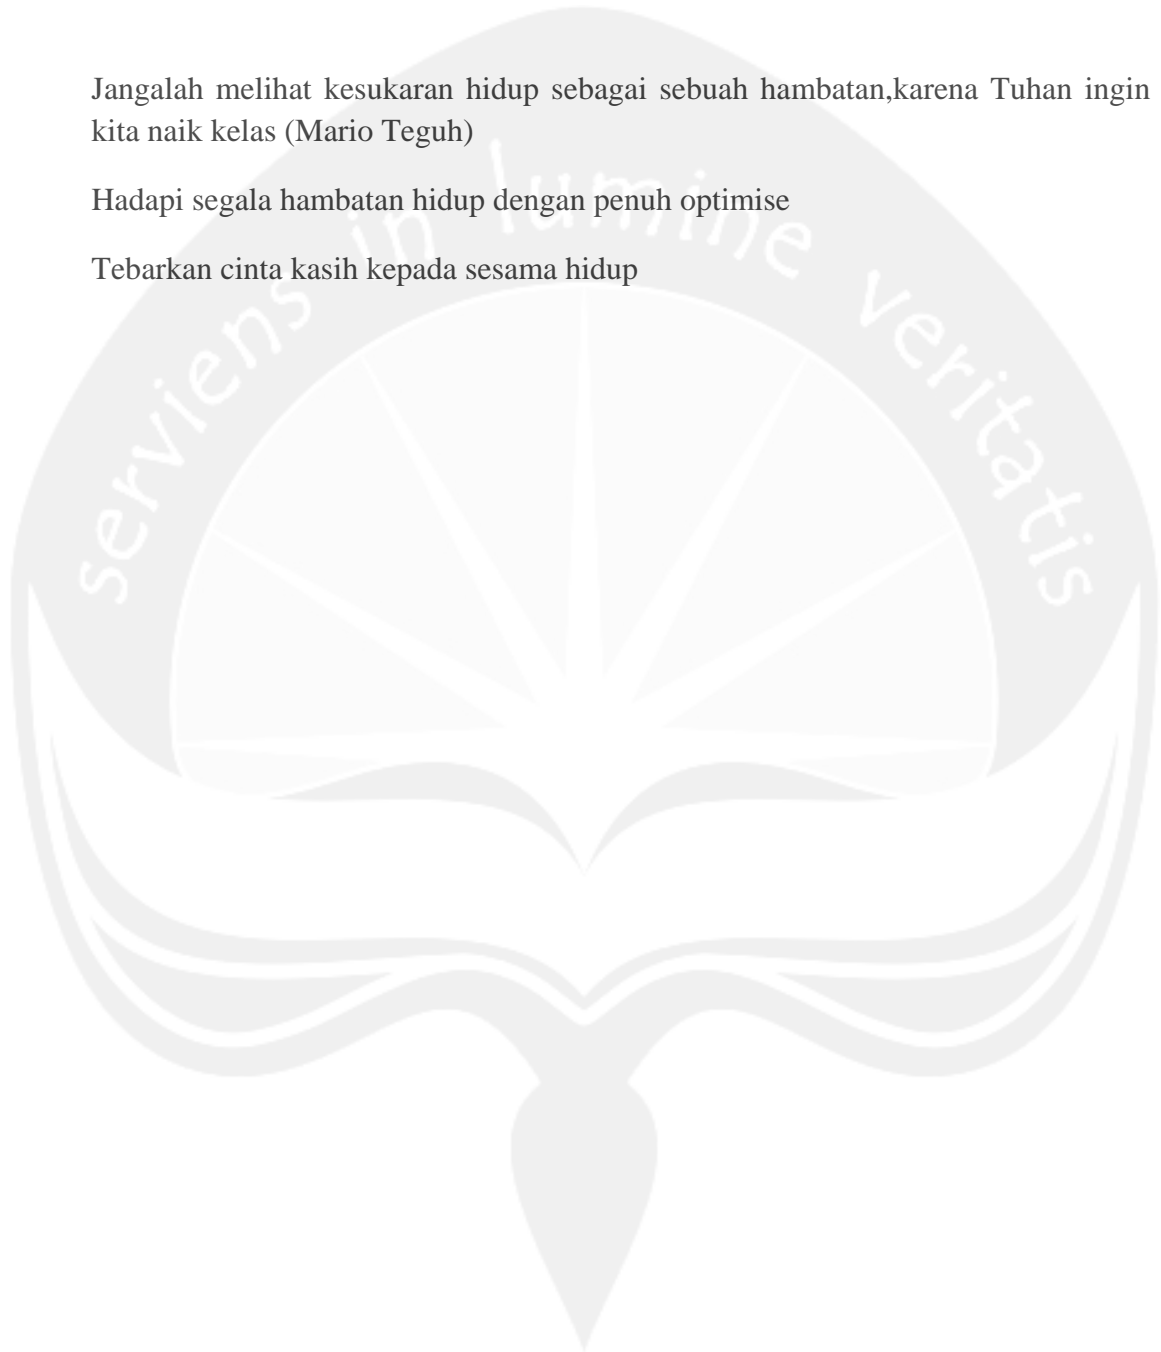 Jangalah melihat kesukaran hidup sebagai sebuah hambatan,karena Tuhan ingin
kita naik kelas (Mario Teguh)
Hadapi segala hambatan hidup dengan penuh optimise
Tebarkan cinta kasih kepada sesama hidup
serviens in lumine veritatis